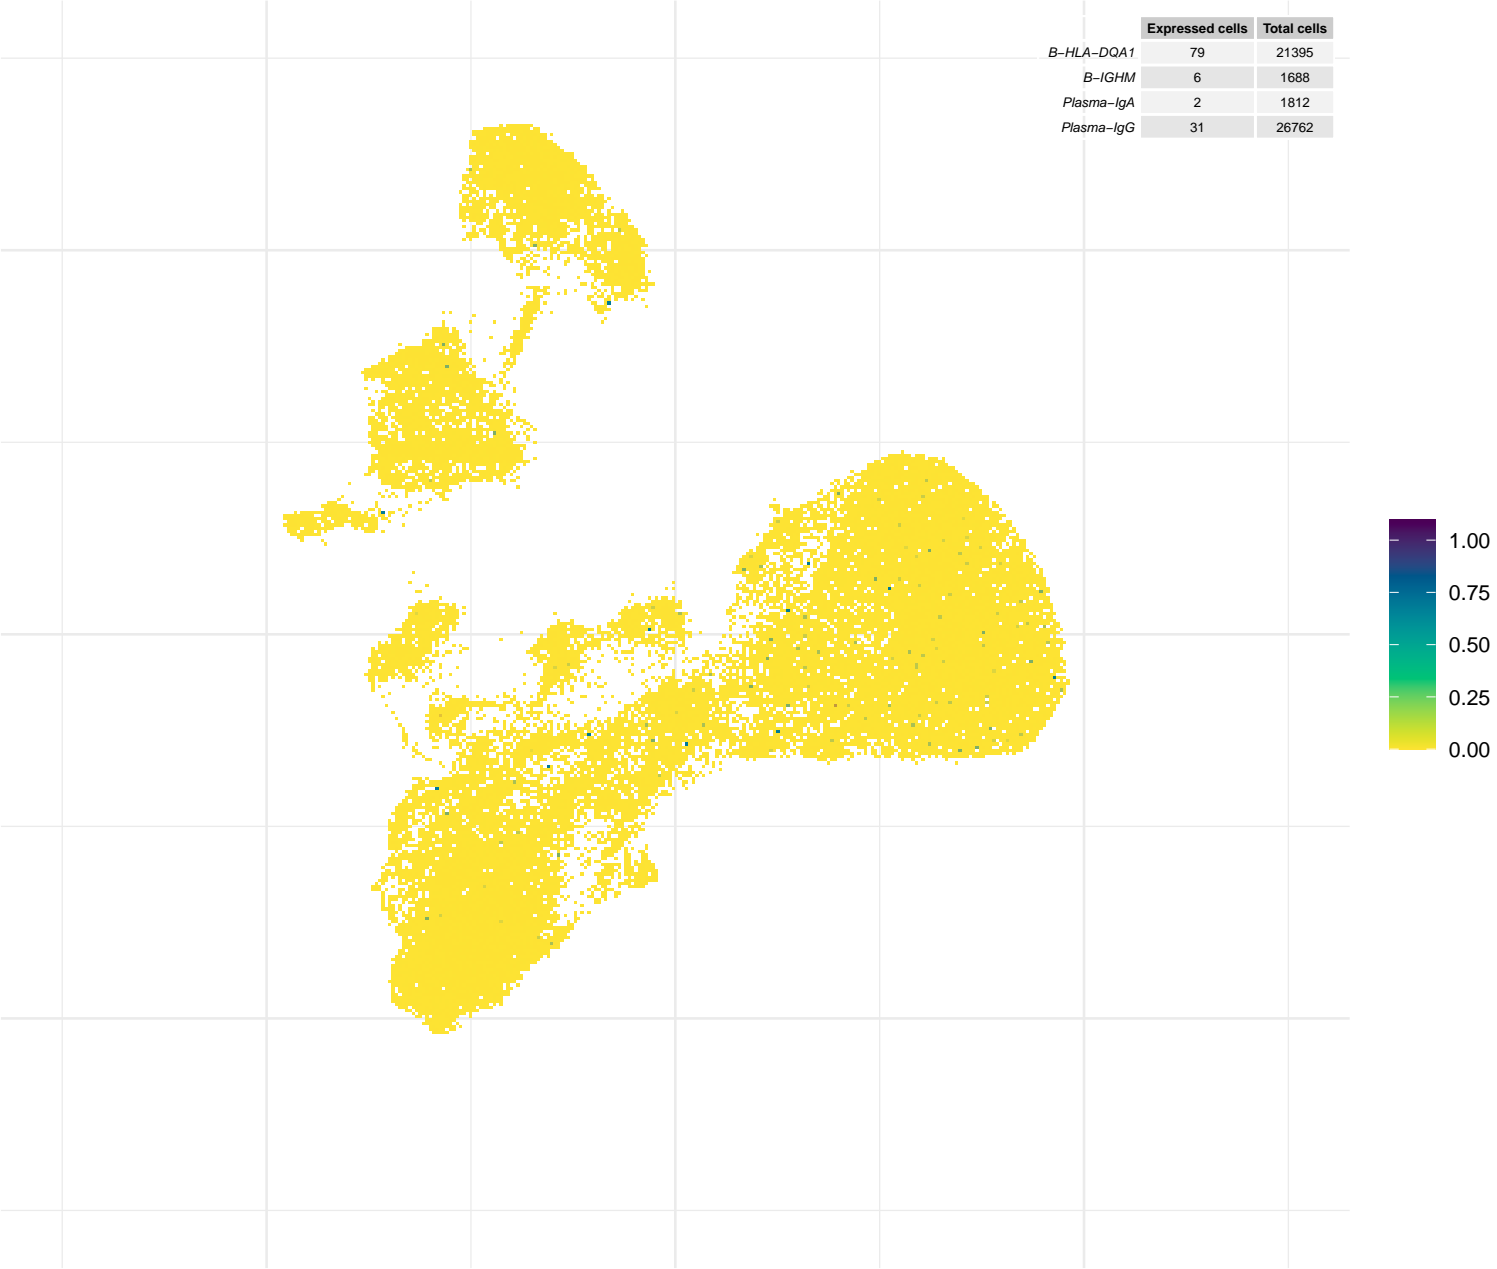 Expressed cells Total cells
B−HLA−DQA1 79 21395
B−IGHM 6 1688
Plasma−IgA 2 1812
Plasma−IgG 31 26762
1.00
0.75
0.50
0.25
0.00